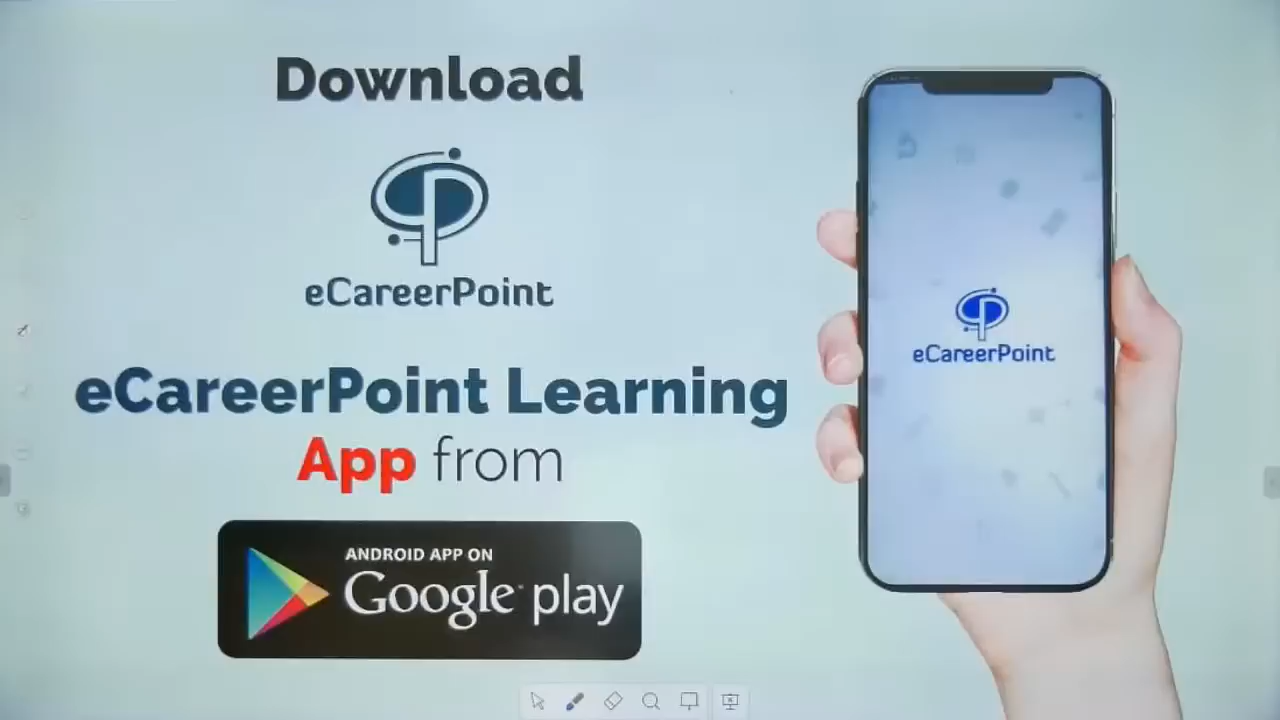 Download
eCareerPoint
eCareerPoint Learning
App from
ANDROID APP ON
Google play
eCareerPoint